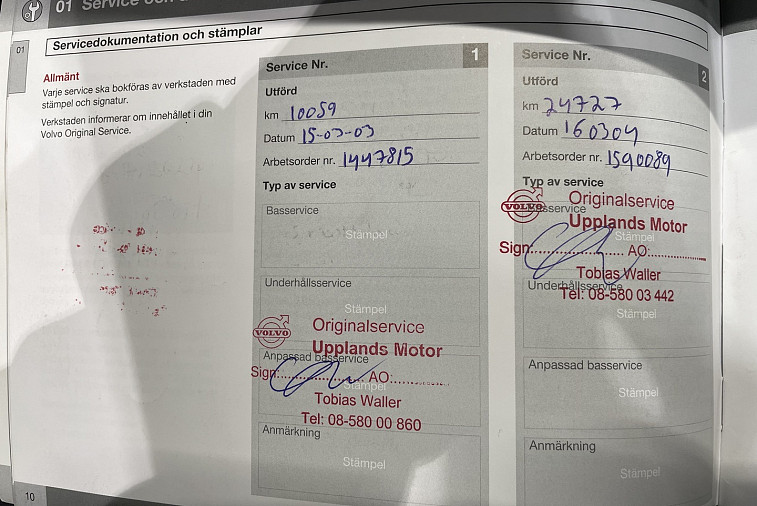 01 Service och
01
Servicedokumentation och stämplar
Allmänt
Varje service ska bokföras av verkstaden med
stämpel och signatur.
Verkstaden informerar om innehållet i din
Volvo Original Service.
Service Nr. 1
Utförd
km 10059
Datum 15-03-03
Arbetsorder nr. 1447815
Typ av service
Basservice
Stämpel
Underhållsservice
Stämpel
VOLVO Originalservice
Upplands Motor
Anpassad basservice
Sign: AO:
Stämpel
Tobias Waller
Tel: 08-580 00 860
Anmärkning
Stämpel
Service Nr. 2
Utförd
km 24727
Datum 160304
Arbetsorder nr. 1590089
Typ av service
VOLVO Originalservice
Basservice
Upplands Motor
Stämpel
Sign: AO:
Tobias Waller
Underhållsservice
Tel: 08-580 03 442
Stämpel
Anpassad basservice
Stämpel
Anmärkning
Stämpel
10